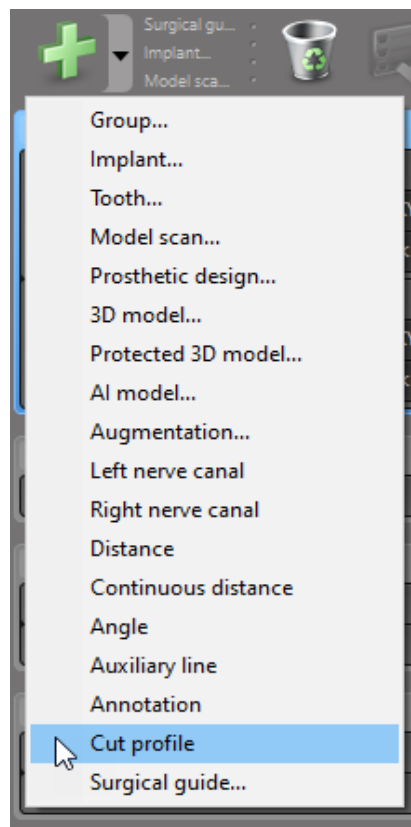 Surgical gu...
Implant...
Model sca...
Group...
Implant...
Tooth...
Model scan...
Prosthetic design...
3D model...
Protected 3D model...
AI model...
Augmentation...
Left nerve canal
Right nerve canal
Distance
Continuous distance
Angle
Auxiliary line
Annotation
Cut profile
Surgical guide...